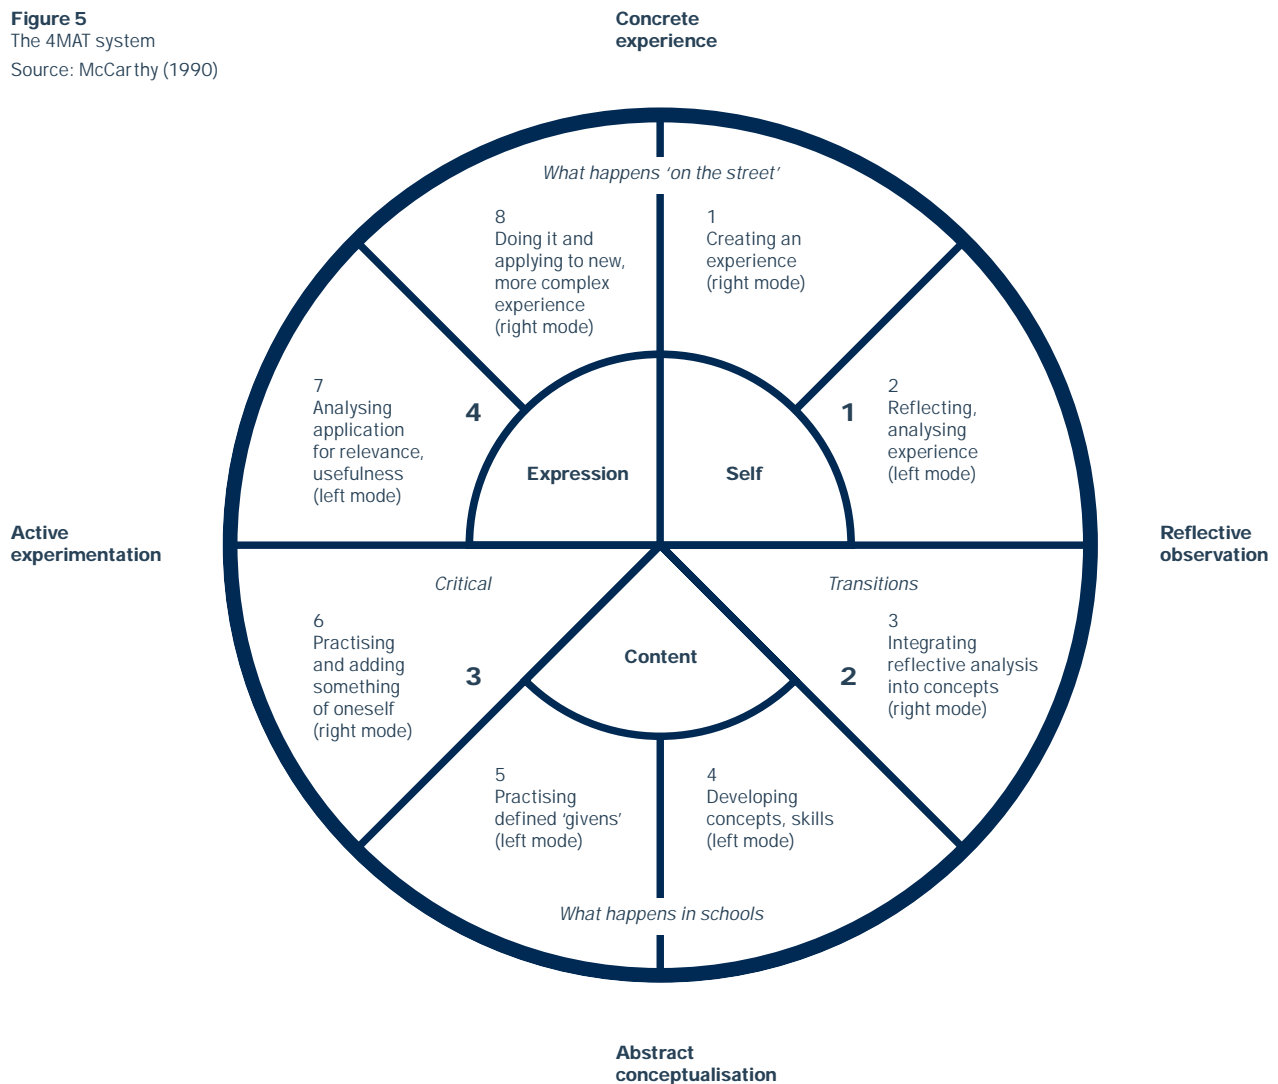 Figure 5
The 4MAT system
Source: McCarthy (1990)
Concrete
experience
What happens ‘on the street’
8
Doing it and
applying to new,
more complex
experience
(right mode)
1
Creating an
experience
(right mode)
7
Analysing
application
for relevance,
usefulness
(left mode)
4
1
2
Reflecting,
analysing
experience
(left mode)
Expression
Self
Active
experimentation
Reflective
observation
Critical
Transitions
6
Practising
and adding
something
of oneself
(right mode)
3
Content
2
3
Integrating
reflective analysis
into concepts
(right mode)
5
Practising
defined ‘givens’
(left mode)
4
Developing
concepts, skills
(left mode)
What happens in schools
Abstract
conceptualisation